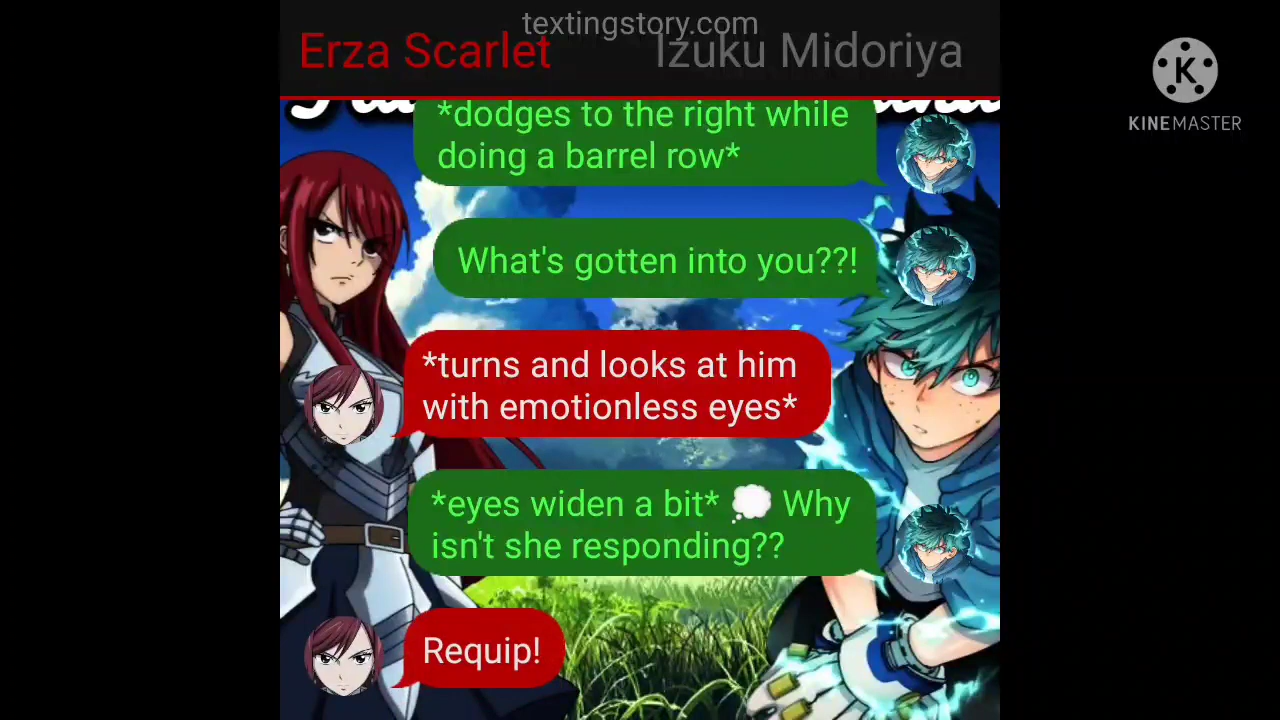 textingstory.com
Erza Scarlet
Izuku Midoriya
*dodges to the right while
doing a barrel row*
What's gotten into you??!
*turns and looks at him
with emotionless eyes*
*eyes widen a bit* 💭 Why
isn't she responding??
Requip!
K
KINEMASTER